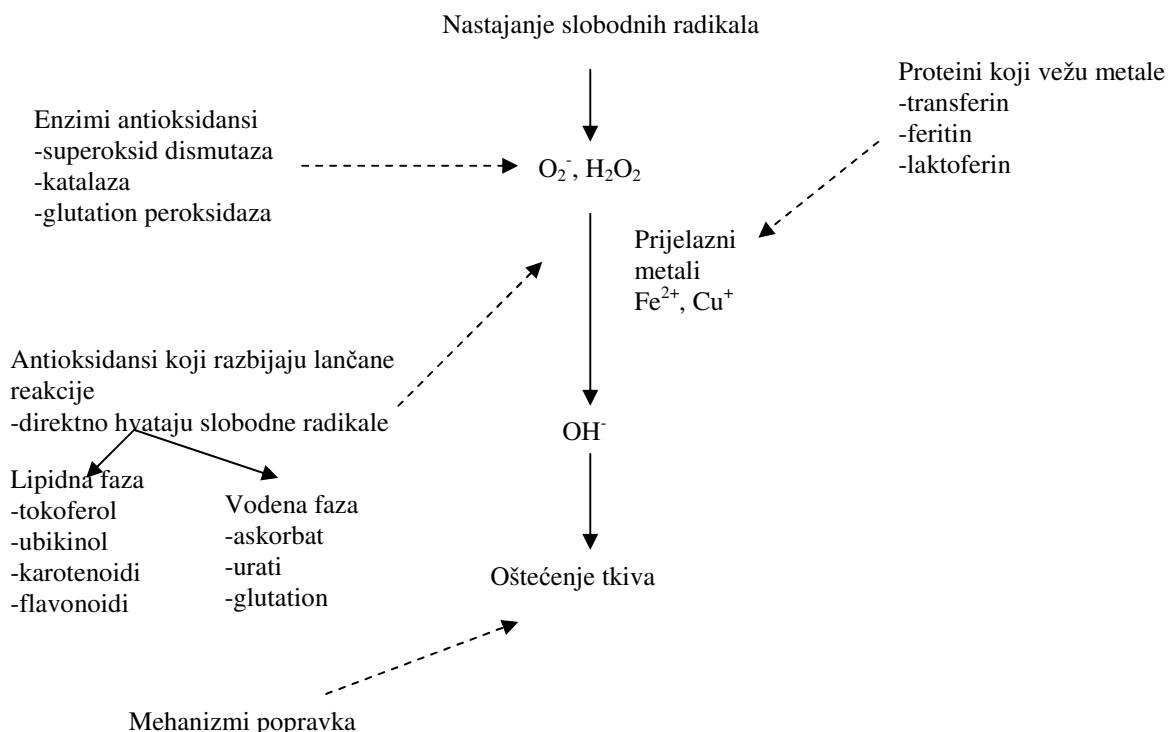 Nastajanje slobodnih radikala
Proteini koji vežu metale
-transferin
-feritin
-laktoferin
Enzimi antioksidansi
-superoksid dismutaza
-katalaza
-glutation peroksidaza
O₂⁻, H₂O₂
Prijelazni
metali
Fe²⁺, Cu⁺
Antioksidansi koji razbijaju lančane
reakcije
-direktno hvataju slobodne radikale
OH⁻
Lipidna faza
-tokoferol
-ubikinol
-karotenoidi
-flavonoidi
Vodena faza
-askorbat
-urati
-glutation
Oštećenje tkiva
Mehanizmi popravka